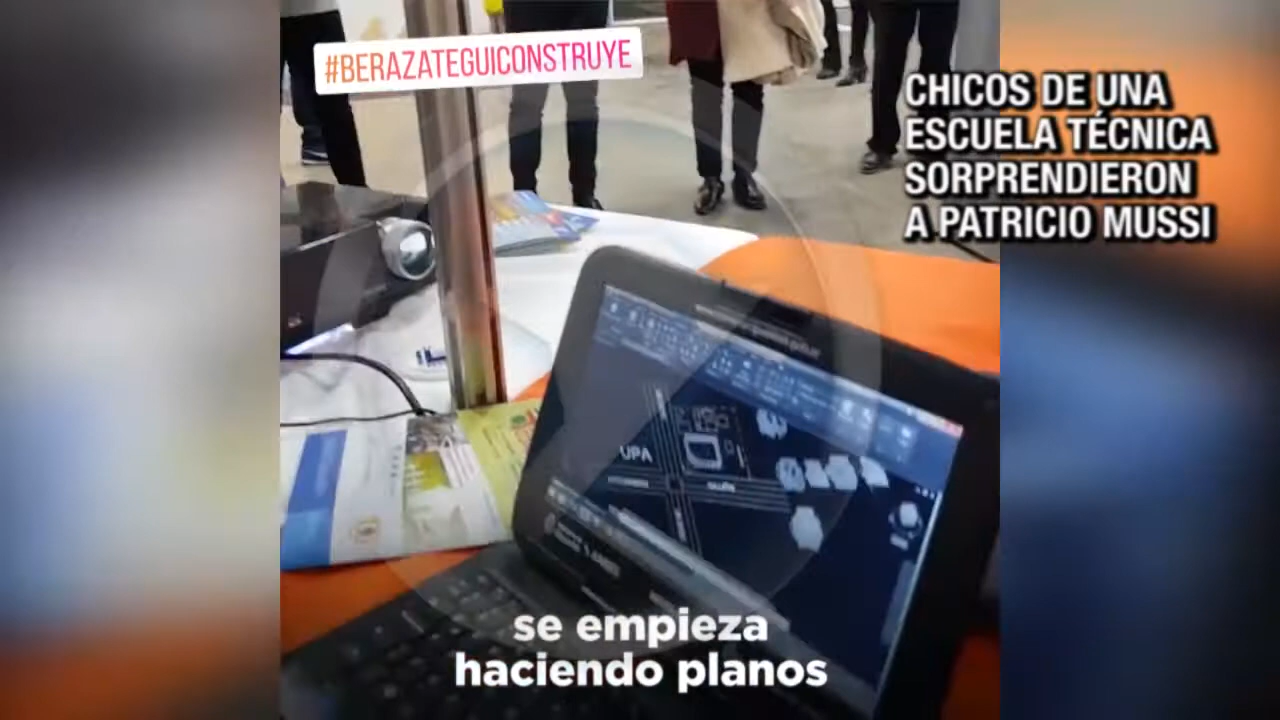 #BERAZATEGUICONSTRUYE
CHICOS DE UNA
ESCUELA TÉCNICA
SORPRENDIERON
A PATRICIO MUSSI
UPA
se empieza
haciendo planos